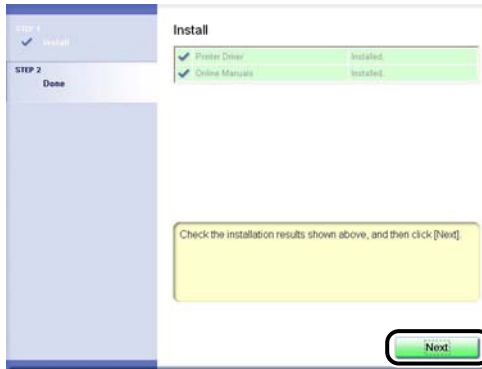 STEP 1
Install
STEP 2
Done
Install
Printer Driver Installed.
Online Manuals Installed.
Check the installation results shown above, and then click [Next].
Next